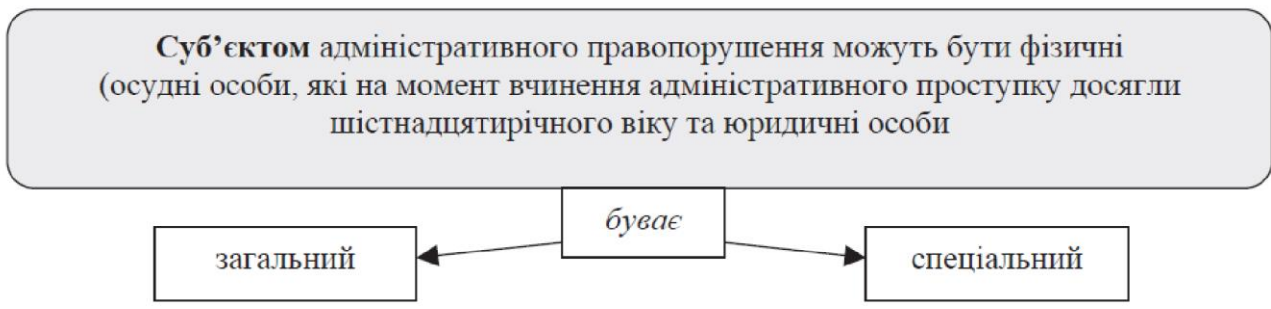 Суб’єктом адміністративного правопорушення можуть бути фізичні
(осудні особи, які на момент вчинення адміністративного проступку досягли
шістнадцятирічного віку та юридичні особи
буває
загальний
спеціальний